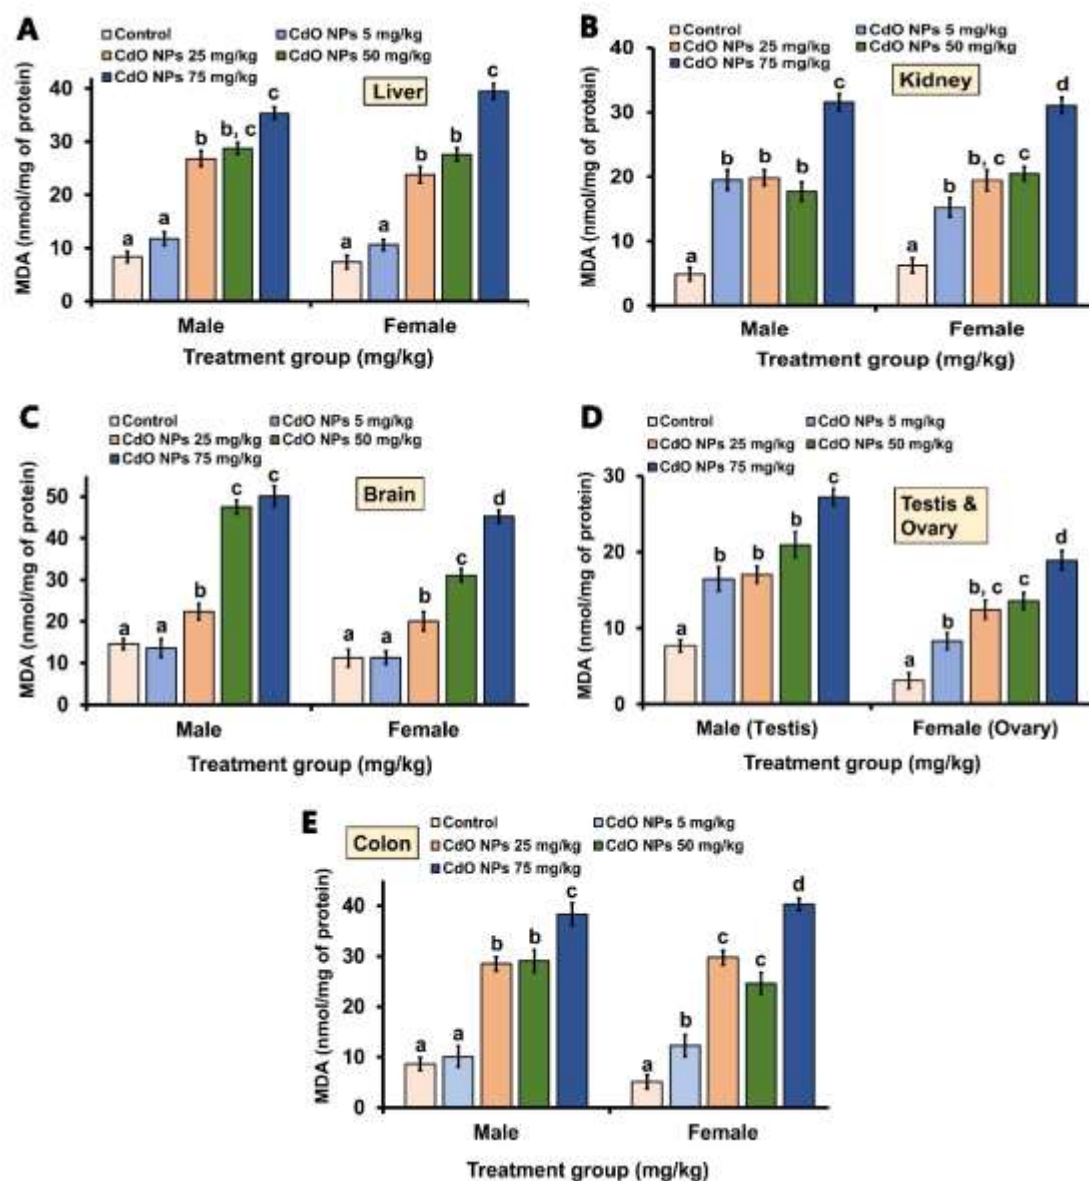 A
Control CdO NPs 5 mg/kg
CdO NPs 25 mg/kg CdO NPs 50 mg/kg
CdO NPs 75 mg/kg
Liver
MDA (nmol/mg of protein)
40
30
20
10
0
a a b b, c c
a a b b c
Male Female
Treatment group (mg/kg)
B
Control CdO NPs 5 mg/kg
CdO NPs 25 mg/kg CdO NPs 50 mg/kg
CdO NPs 75 mg/kg
Kidney
MDA (nmol/mg of protein)
40
30
20
10
0
a b b b c
a b b, c c d
Male Female
Treatment group (mg/kg)
C
Control CdO NPs 5 mg/kg
CdO NPs 25 mg/kg CdO NPs 50 mg/kg
CdO NPs 75 mg/kg
Brain
MDA (nmol/mg of protein)
50
40
30
20
10
0
a a b c c
a a b c d
Male Female
Treatment group (mg/kg)
D
Control CdO NPs 5 mg/kg
CdO NPs 25 mg/kg CdO NPs 50 mg/kg
CdO NPs 75 mg/kg
Testis &
Ovary
MDA (nmol/mg of protein)
30
20
10
0
a b b b c
a b b, c c d
Male (Testis) Female (Ovary)
Treatment group (mg/kg)
E
Colon
Control CdO NPs 5 mg/kg
CdO NPs 25 mg/kg CdO NPs 50 mg/kg
CdO NPs 75 mg/kg
MDA (nmol/mg of protein)
40
30
20
10
0
a a b b c
a b c c d
Male Female
Treatment group (mg/kg)